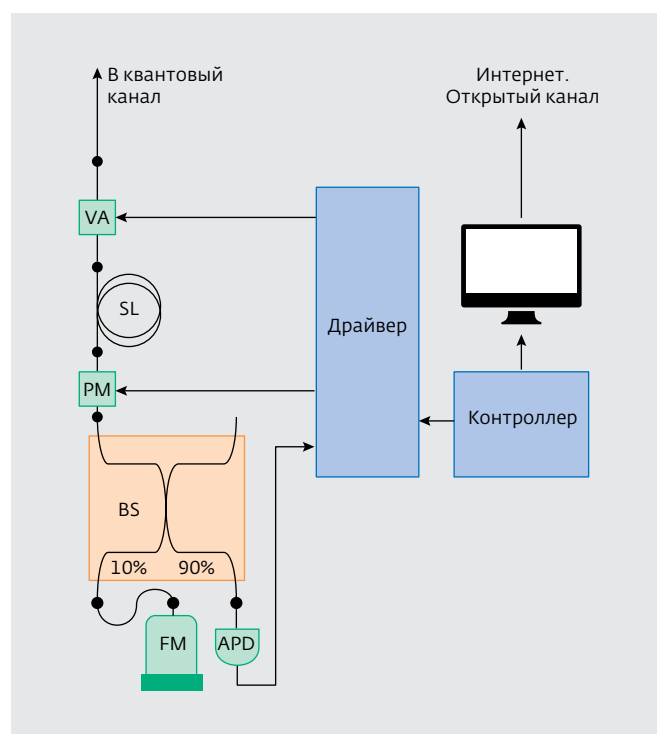 В квантовый
канал
Интернет.
Открытый канал
VA
SL
Драйвер
PM
Контроллер
BS
10% 90%
FM
APD